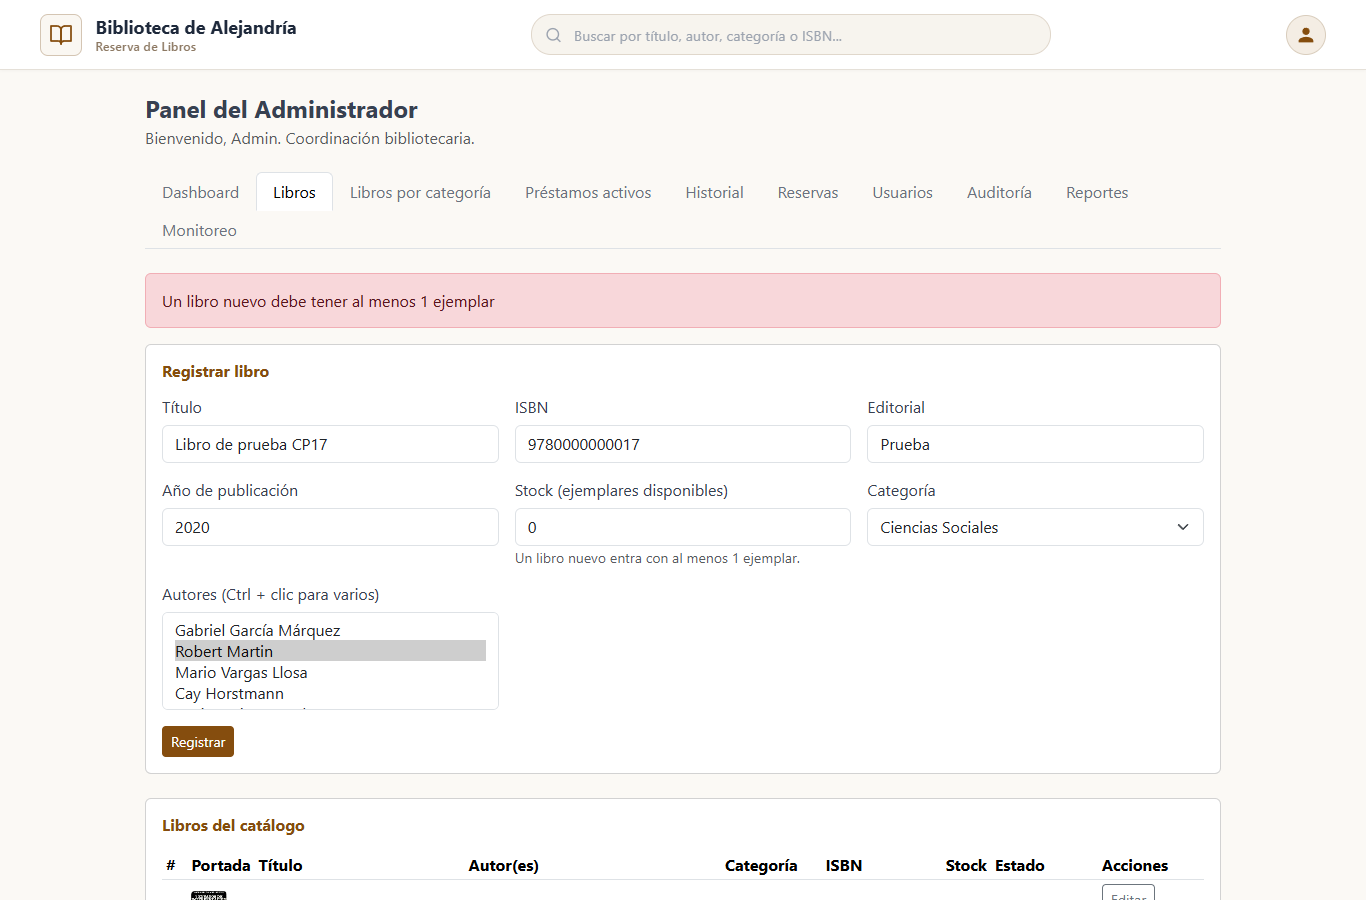 Biblioteca de Alejandría
Reserva de Libros
Buscar por título, autor, categoría o ISBN...
Panel del Administrador
Bienvenido, Admin. Coordinación bibliotecaria.
Dashboard Libros Libros por categoría Préstamos activos Historial Reservas Usuarios Auditoría Reportes
Monitoreo
Un libro nuevo debe tener al menos 1 ejemplar
Registrar libro
Título ISBN Editorial
Libro de prueba CP17 9780000000017 Prueba
Año de publicación Stock (ejemplares disponibles) Categoría
2020 0 Ciencias Sociales
Un libro nuevo entra con al menos 1 ejemplar.
Autores (Ctrl + clic para varios)
Gabriel García Márquez
Robert Martin
Mario Vargas Llosa
Cay Horstmann
Registrar
Libros del catálogo
# Portada Título Autor(es) Categoría ISBN Stock Estado Acciones
Editar